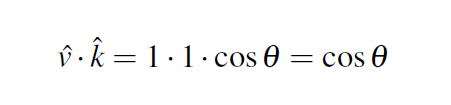 v̂ · k̂ = 1 · 1 · cos θ = cos θ